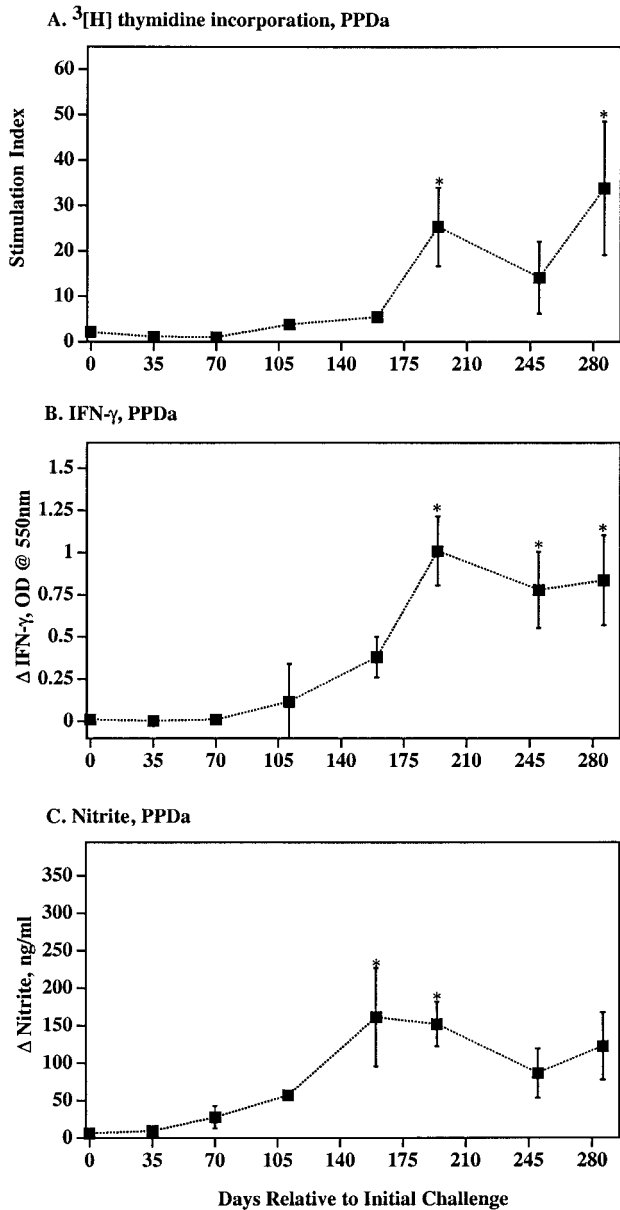 A. ³[H] thymidine incorporation, PPDa
60
50
40
30
20
10
0
Stimulation Index
*
*
0 35 70 105 140 175 210 245 280
B. IFN-γ, PPDa
1.5
1.25
1
0.75
0.5
0.25
0
Δ IFN-γ, OD @ 550nm
*
*
*
0 35 70 105 140 175 210 245 280
C. Nitrite, PPDa
350
300
250
200
150
100
50
0
Δ Nitrite, ng/ml
*
*
0 35 70 105 140 175 210 245 280
Days Relative to Initial Challenge